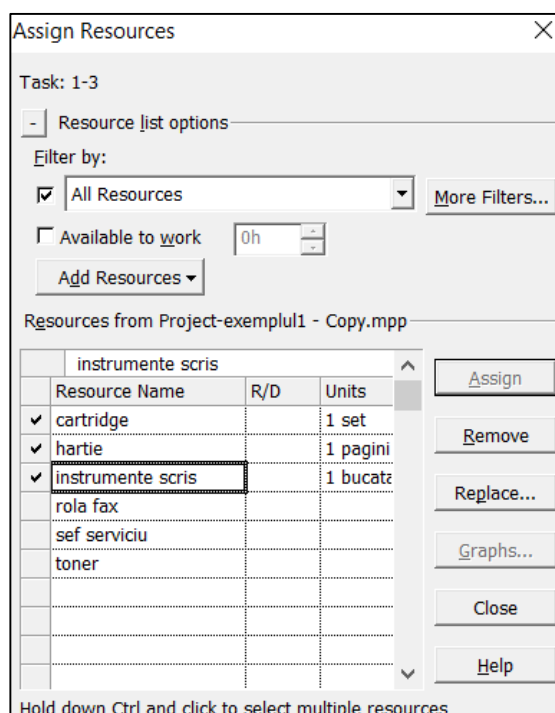 Assign Resources
Task: 1-3
- Resource list options
Filter by:
All Resources More Filters...
Available to work 0h
Add Resources
Resources from Project-exemplul1 - Copy.mpp
instrumente scris
Resource Name R/D Units
Assign
cartridge 1 set
hartie 1 pagini
Remove
instrumente scris 1 bucata
Replace...
rola fax
sef serviciu
Graphs...
toner
Close
Help
Hold down Ctrl and click to select multiple resources